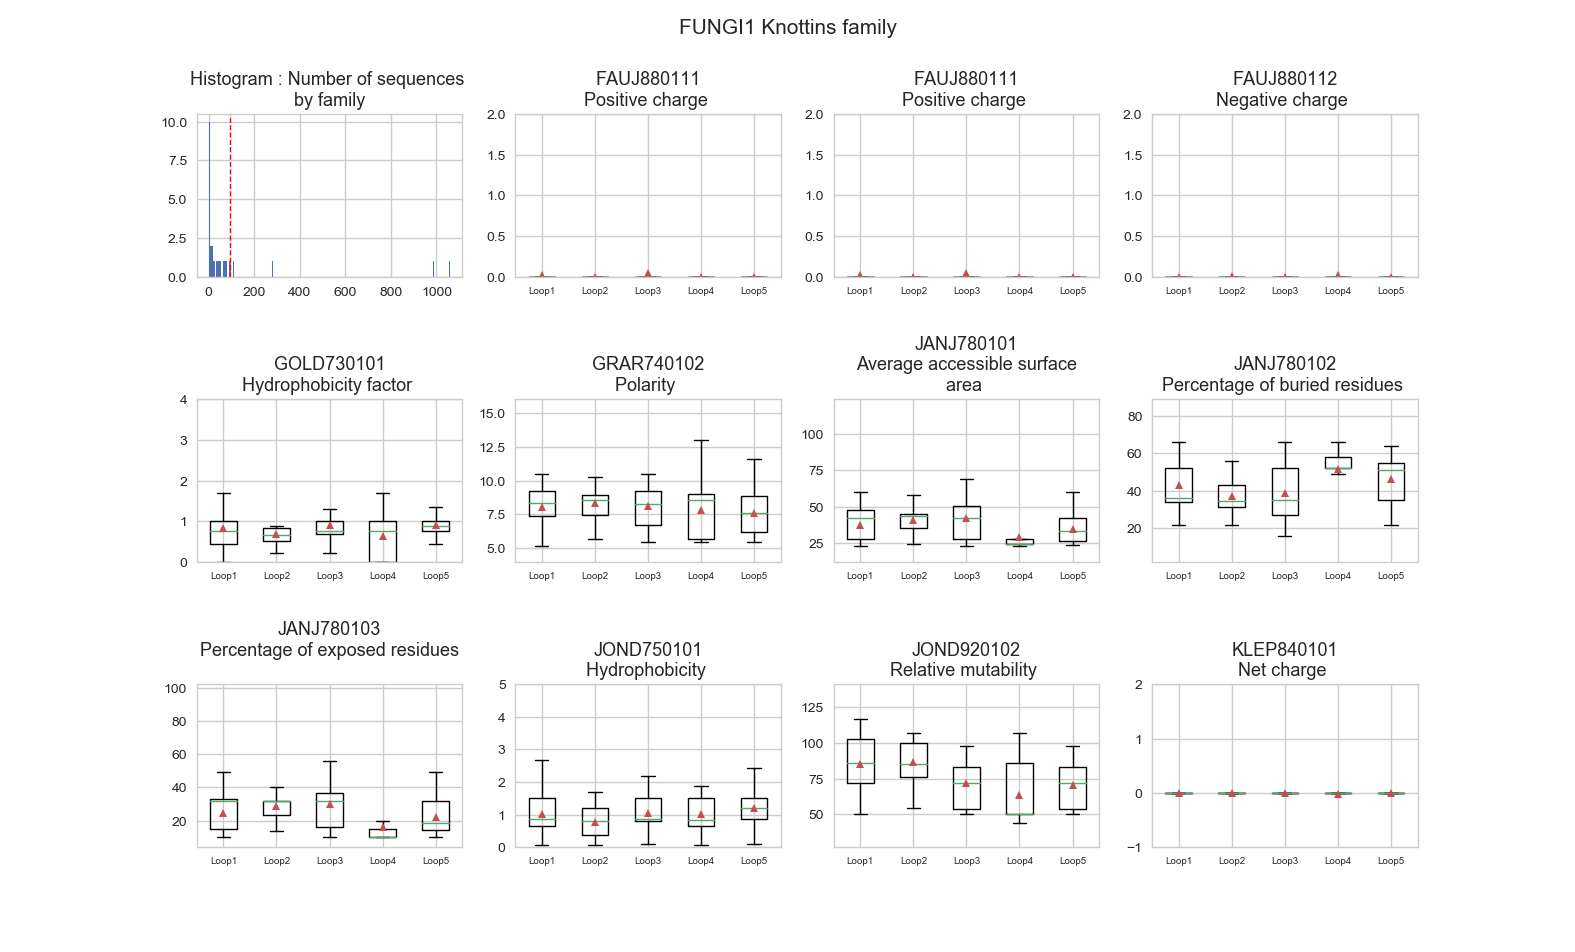 FUNGI1 Knottins family
Histogram : Number of sequences
by family
10.0
7.5
5.0
2.5
0.0
0 200 400 600 800 1000
FAUJ880111
Positive charge
2.0
1.5
1.0
0.5
0.0
Loop1 Loop2 Loop3 Loop4 Loop5
FAUJ880111
Positive charge
2.0
1.5
1.0
0.5
0.0
Loop1 Loop2 Loop3 Loop4 Loop5
FAUJ880112
Negative charge
2.0
1.5
1.0
0.5
0.0
Loop1 Loop2 Loop3 Loop4 Loop5
GOLD730101
Hydrophobicity factor
4
3
2
1
0
Loop1 Loop2 Loop3 Loop4 Loop5
GRAR740102
Polarity
15.0
12.5
10.0
7.5
5.0
Loop1 Loop2 Loop3 Loop4 Loop5
JANJ780101
Average accessible surface
area
100
75
50
25
Loop1 Loop2 Loop3 Loop4 Loop5
JANJ780102
Percentage of buried residues
80
60
40
20
Loop1 Loop2 Loop3 Loop4 Loop5
JANJ780103
Percentage of exposed residues
100
80
60
40
20
Loop1 Loop2 Loop3 Loop4 Loop5
JOND750101
Hydrophobicity
5
4
3
2
1
0
Loop1 Loop2 Loop3 Loop4 Loop5
JOND920102
Relative mutability
125
100
75
50
Loop1 Loop2 Loop3 Loop4 Loop5
KLEP840101
Net charge
2
1
0
−1
Loop1 Loop2 Loop3 Loop4 Loop5